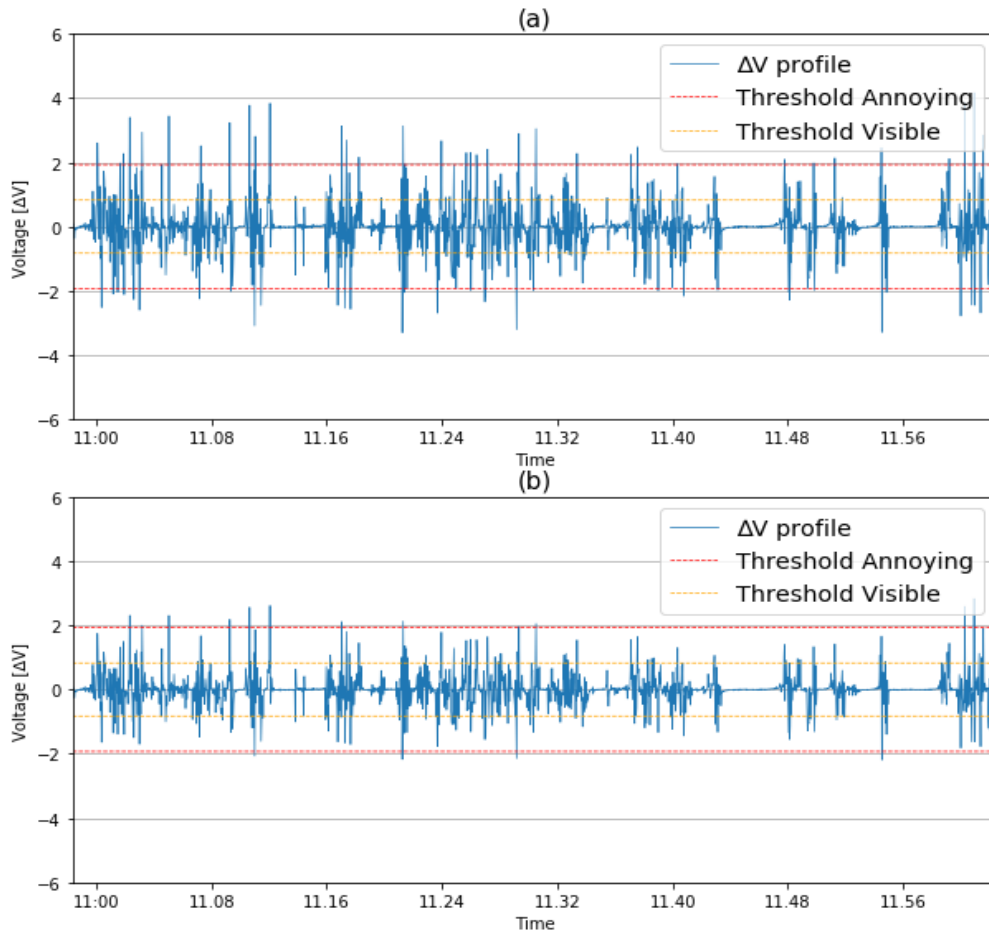 (a)
6
4
2
0
−2
−4
−6
Voltage [ΔV]
ΔV profile
Threshold Annoying
Threshold Visible
11:00 11.08 11.16 11.24 11.32 11.40 11.48 11.56
Time
(b)
6
4
2
0
−2
−4
−6
Voltage [ΔV]
ΔV profile
Threshold Annoying
Threshold Visible
11:00 11.08 11.16 11.24 11.32 11.40 11.48 11.56
Time